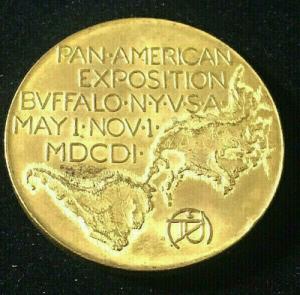 PAN·AMERICAN
EXPOSITION
BVFFALO·N·Y·V·S·A·
MAY 1·NOV·1·
MDCDI·